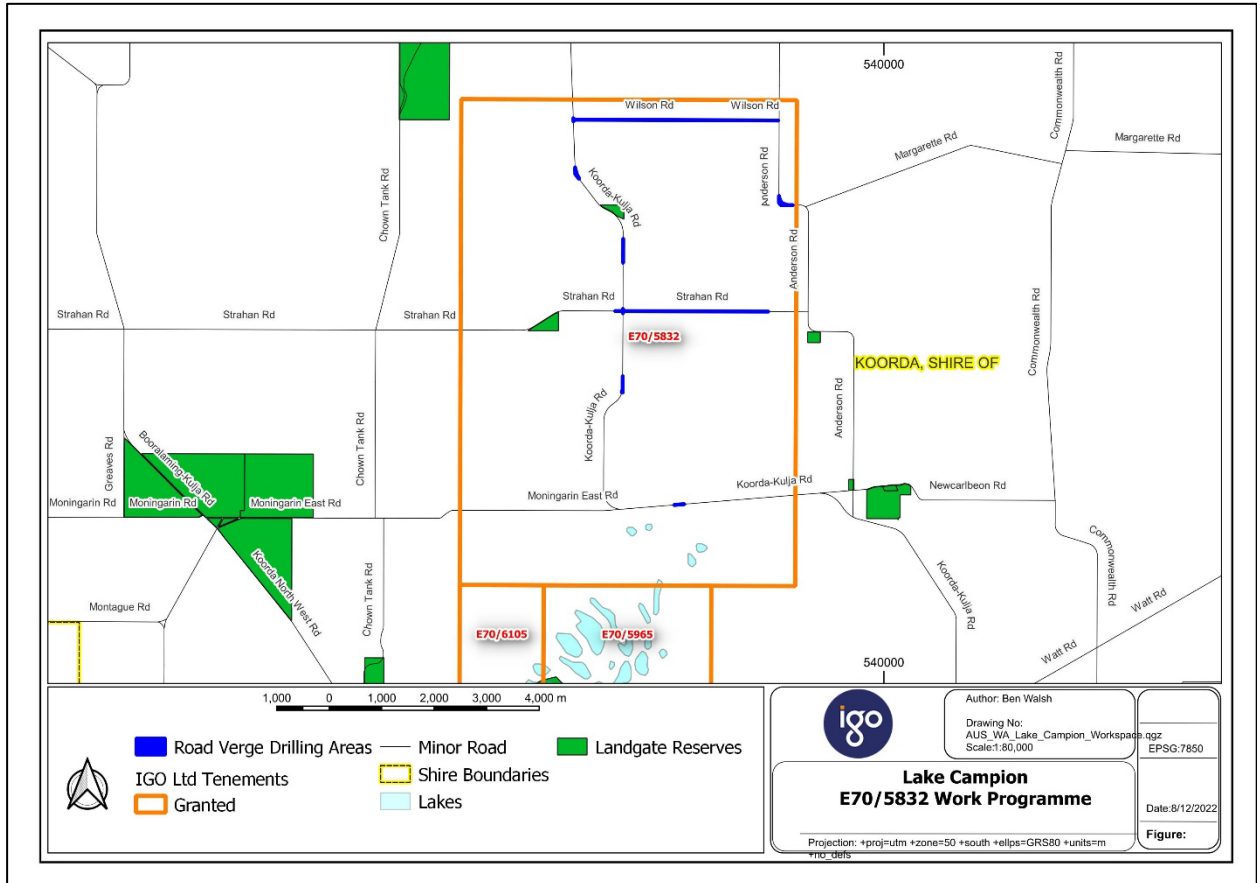 540000
Wilson Rd
Wilson Rd
Commonwealth Rd
Margarette Rd
Margarette Rd
Anderson Rd
Koorda-Kulja Rd
Chown Tank Rd
Anderson Rd
Strahan Rd
Strahan Rd
Strahan Rd
Strahan Rd
Strahan Rd
Commonwealth Rd
E70/5832
KOORDA, SHIRE OF
Anderson Rd
Koorda-Kulja Rd
Greaves Rd
Booralaming-Kulja Rd
Chown Tank Rd
Moningarin Rd
Moningarin Rd
Moningarin East Rd
Moningarin East Rd
Koorda-Kulja Rd
Newcarlbeon Rd
Koorda North West Rd
Chown Tank Rd
Koorda-Kulja Rd
Commonwealth Rd
Montague Rd
Watt Rd
Watt Rd
E70/6105
E70/5965
540000
1,000 0 1,000 2,000 3,000 4,000 m
Road Verge Drilling Areas
Minor Road
Landgate Reserves
IGO Ltd Tenements
Shire Boundaries
Granted
Lakes
igo
Author: Ben Walsh
Drawing No:
AUS_WA_Lake_Campion_Workspace.qgz
Scale:1:80,000
EPSG:7850
Lake Campion
E70/5832 Work Programme
Date:8/12/2022
Figure:
Projection: +proj=utm +zone=50 +south +ellps=GRS80 +units=m
+no_defs